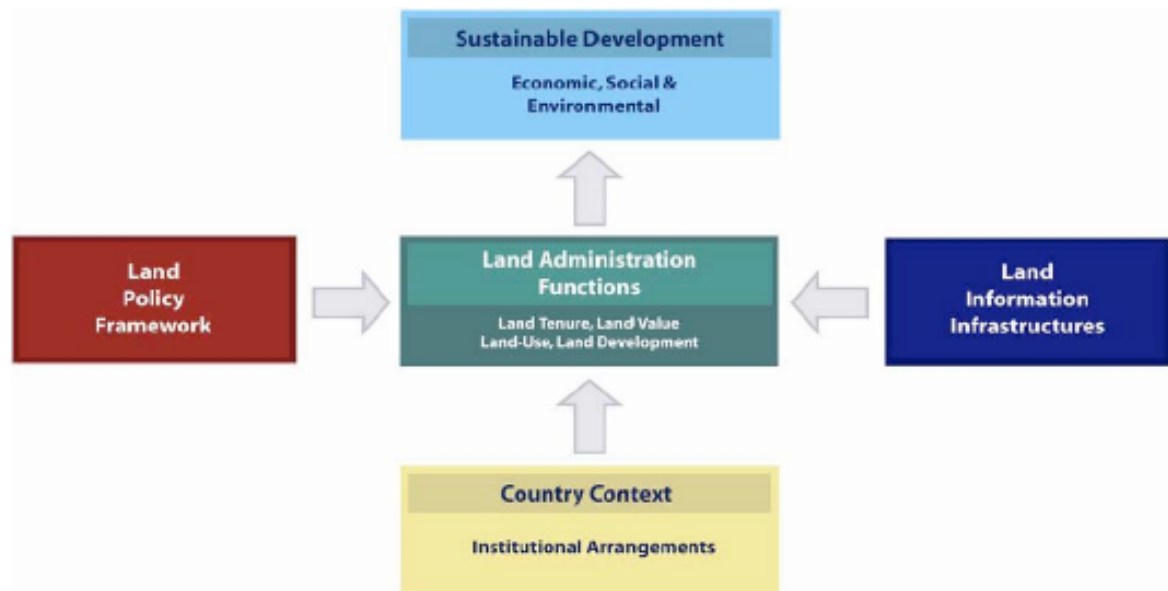 Sustainable Development
Economic, Social &
Environmental
Land
Policy
Framework
Land Administration
Functions
Land Tenure, Land Value
Land-Use, Land Development
Land
Information
Infrastructures
Country Context
Institutional Arrangements